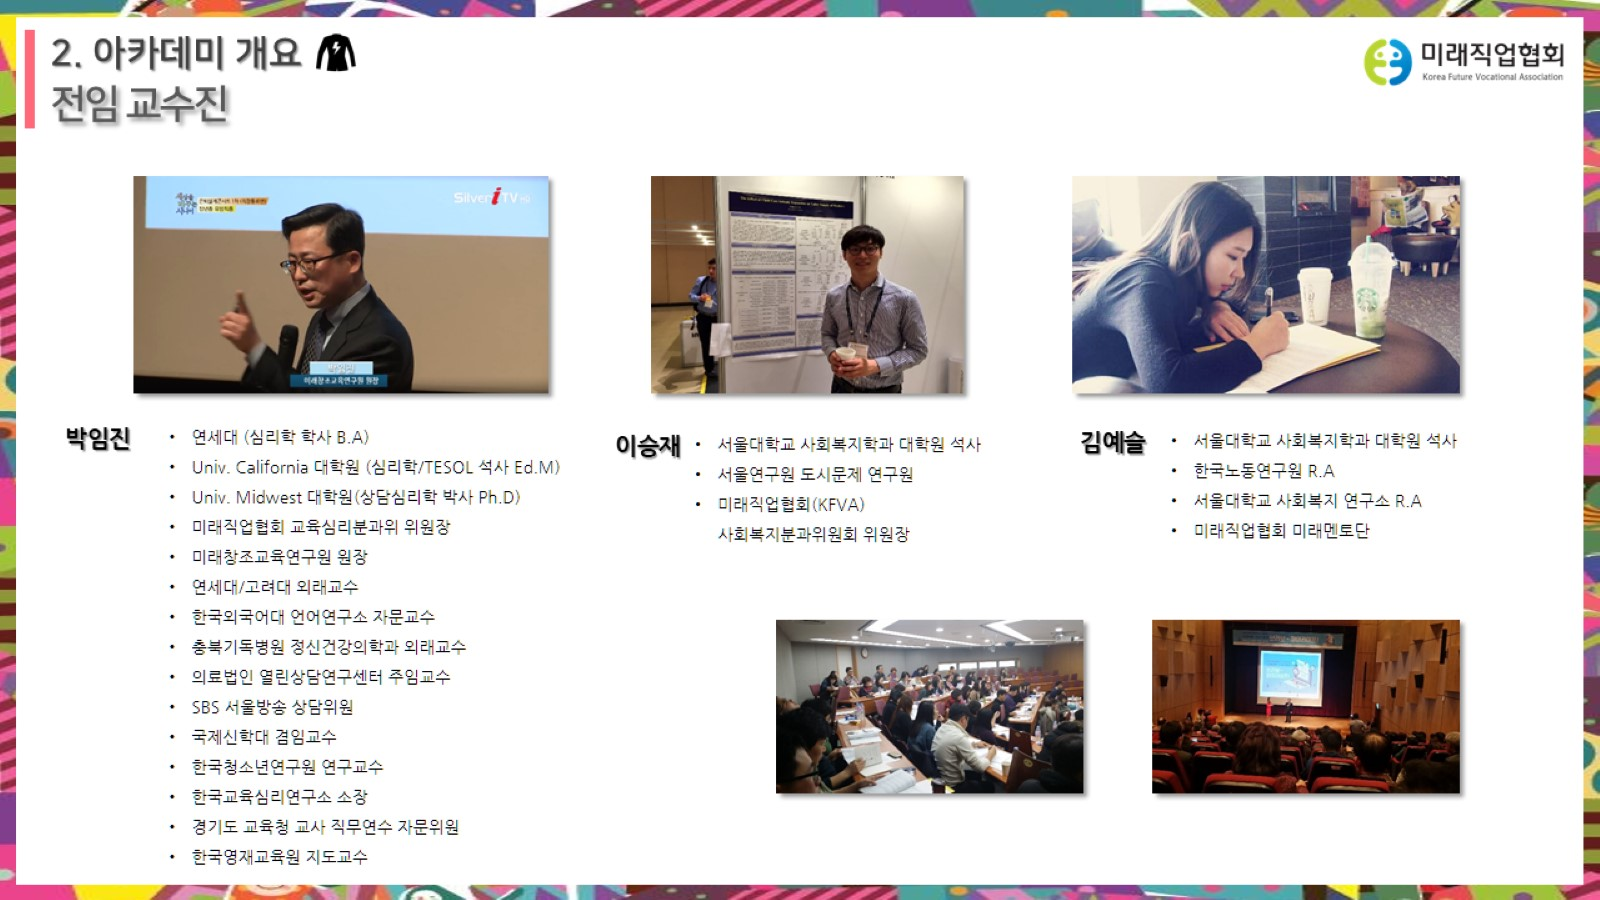 2. 아카데미 개요
전임 교수진
미래직업협회
Korea Future Vocational Association
Silver iTV HD
미래창조교육연구원 원장
박임진
• 연세대 (심리학 학사 B.A)
• Univ. California 대학원 (심리학/TESOL 석사 Ed.M)
• Univ. Midwest 대학원(상담심리학 박사 Ph.D)
• 미래직업협회 교육심리분과위 위원장
• 미래창조교육연구원 원장
• 연세대/고려대 외래교수
• 한국외국어대 언어연구소 자문교수
• 충북기독병원 정신건강의학과 외래교수
• 의료법인 열린상담연구센터 주임교수
• SBS 서울방송 상담위원
• 국제신학대 겸임교수
• 한국청소년연구원 연구교수
• 한국교육심리연구소 소장
• 경기도 교육청 교사 직무연수 자문위원
• 한국영재교육원 지도교수
이승재
• 서울대학교 사회복지학과 대학원 석사
• 서울연구원 도시문제 연구원
• 미래직업협회(KFVA)
사회복지분과위원회 위원장
김예슬
• 서울대학교 사회복지학과 대학원 석사
• 한국노동연구원 R.A
• 서울대학교 사회복지 연구소 R.A
• 미래직업협회 미래멘토단